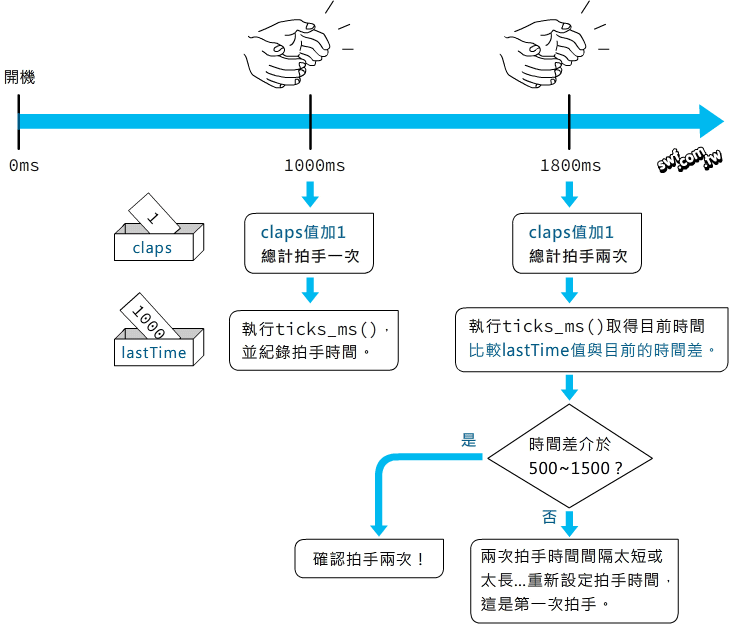 開機
0ms
1000ms
1800ms
swf.com.tw
1
claps
claps值加1
總計拍手一次
claps值加1
總計拍手兩次
1000
lastTime
執行ticks_ms()，
並紀錄拍手時間。
執行ticks_ms()取得目前時間
比較lastTime值與目前的時間差。
是
時間差介於
500~1500？
否
確認拍手兩次！
兩次拍手時間間隔太短或
太長…重新設定拍手時間，
這是第一次拍手。